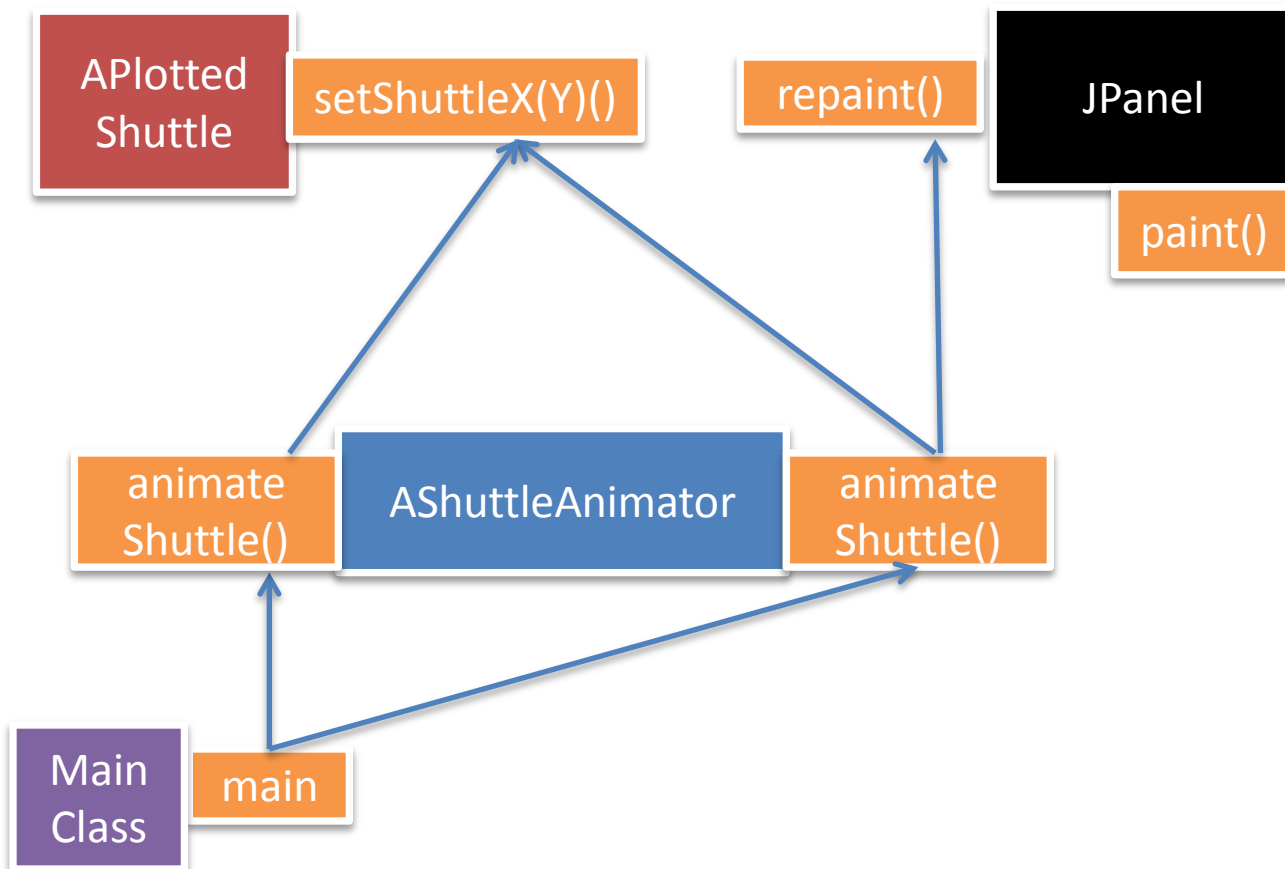 APlotted
Shuttle
setShuttleX(Y)()
repaint()
JPanel
paint()
animate
Shuttle()
AShuttleAnimator
animate
Shuttle()
Main
Class
main